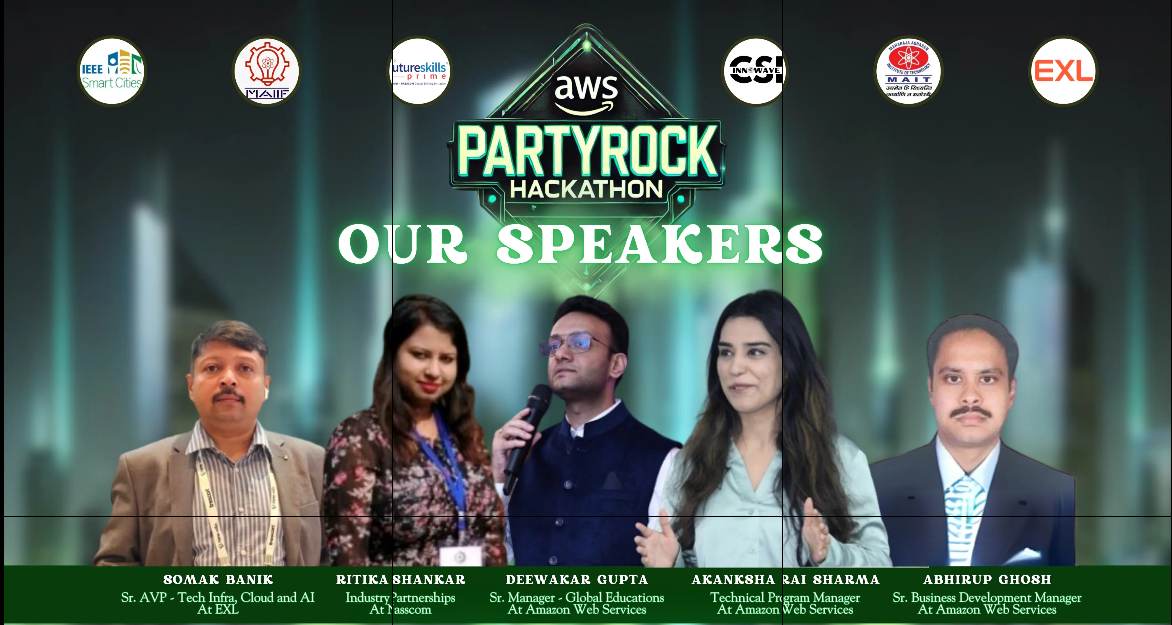 IEEE
Smart Cities
MAIIF
futureskills
prime
CSI
INNOWAVE
MAIT
EXL
aws
PARTYROCK
HACKATHON
OUR SPEAKERS
SOMAK BANIK
Sr. AVP - Tech Infra, Cloud and AI
At EXL
RITIKA SHANKAR
Industry Partnerships
At Nasscom
DEEWAKAR GUPTA
Sr. Manager - Global Educations
At Amazon Web Services
AKANKSHA RAI SHARMA
Technical Program Manager
At Amazon Web Services
ABHIRUP GHOSH
Sr. Business Development Manager
At Amazon Web Services